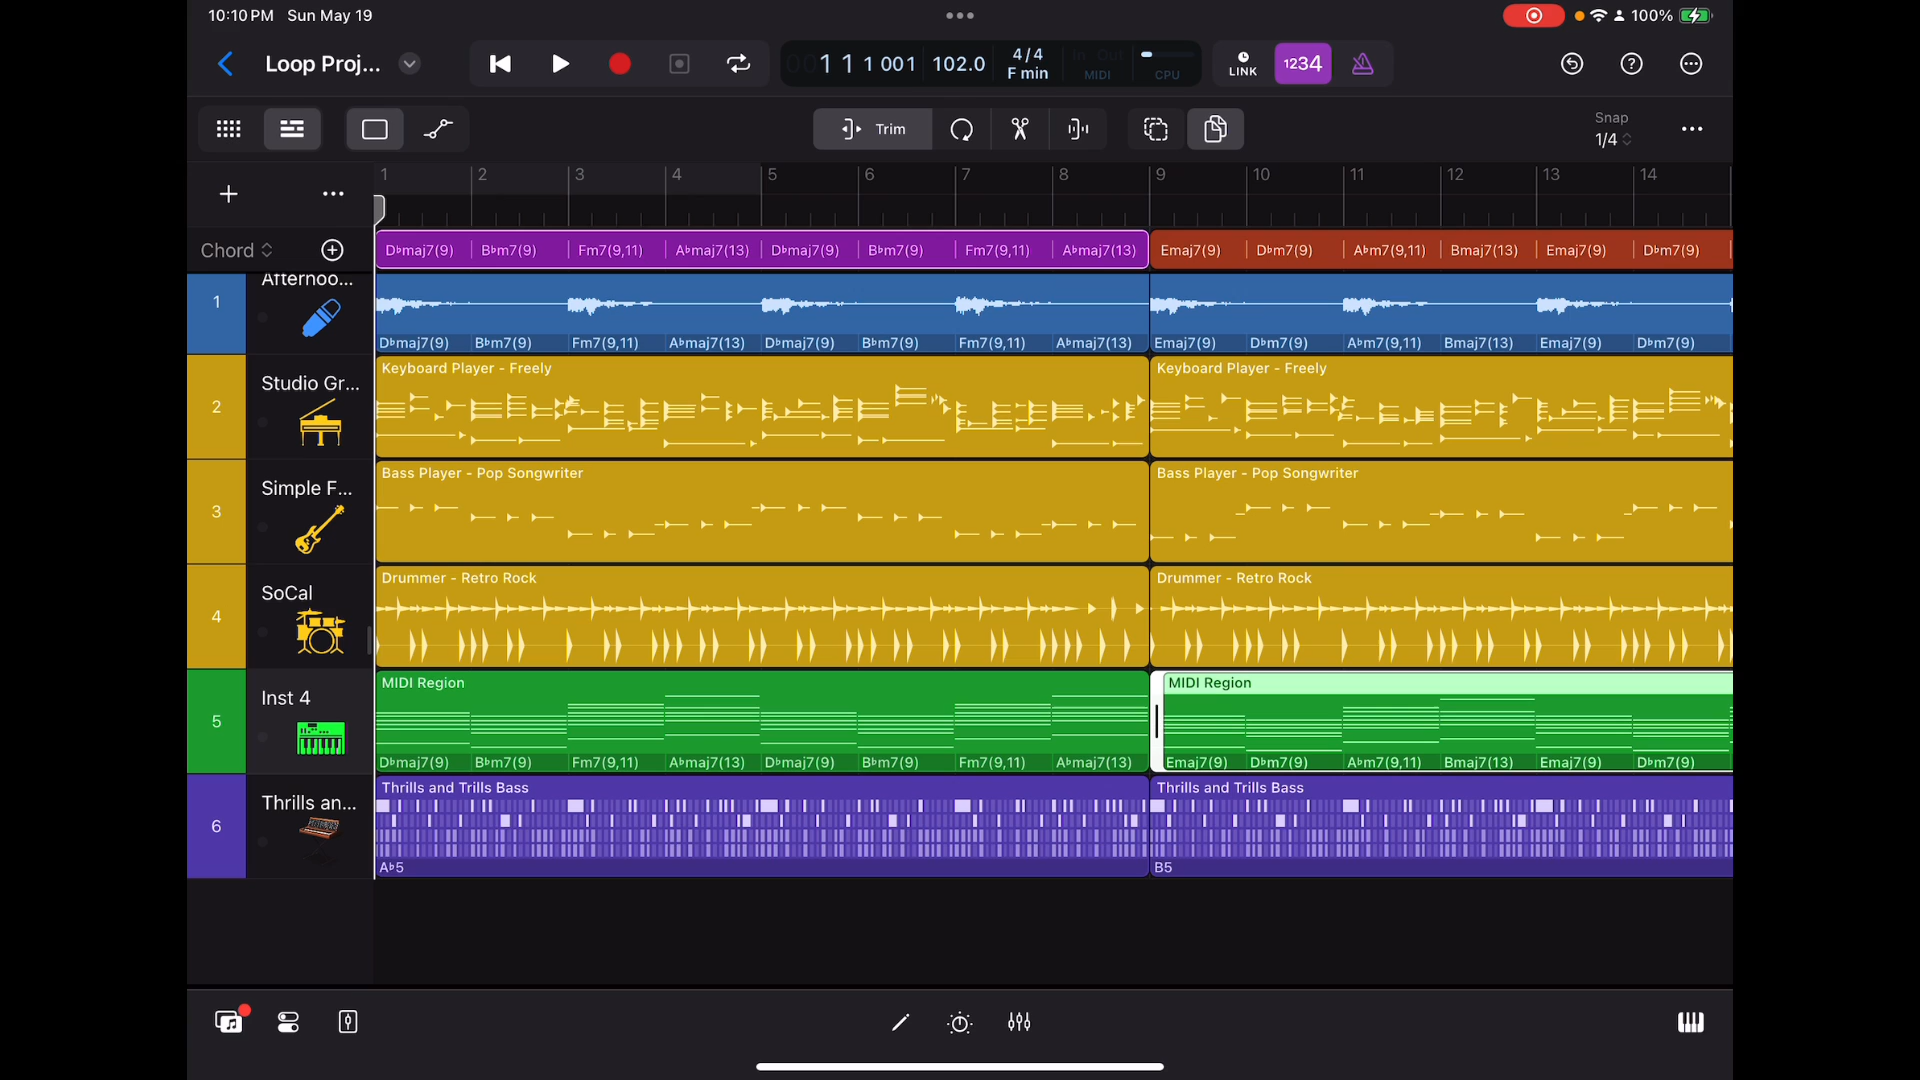 10:10 PM Sun May 19
100%
Loop Proj...
1 1 1 001 102.0 4/4 F min In Out MIDI CPU LINK 1234
Trim
Snap
1/4
1 2 3 4 5 6 7 8 9 10 11 12 13 14
Chord
D♭maj7(9) B♭m7(9) Fm7(9,11) A♭maj7(13) D♭maj7(9) B♭m7(9) Fm7(9,11) A♭maj7(13) Emaj7(9) D♭m7(9) A♭m7(9,11) Bmaj7(13) Emaj7(9) D♭m7(9)
1 Afternoo...
D♭maj7(9) B♭m7(9) Fm7(9,11) A♭maj7(13) D♭maj7(9) B♭m7(9) Fm7(9,11) A♭maj7(13) Emaj7(9) D♭m7(9) A♭m7(9,11) Bmaj7(13) Emaj7(9) D♭m7(9)
2 Studio Gr...
Keyboard Player - Freely Keyboard Player - Freely
3 Simple F...
Bass Player - Pop Songwriter Bass Player - Pop Songwriter
4 SoCal
Drummer - Retro Rock Drummer - Retro Rock
5 Inst 4
MIDI Region MIDI Region
D♭maj7(9) B♭m7(9) Fm7(9,11) A♭maj7(13) D♭maj7(9) B♭m7(9) Fm7(9,11) A♭maj7(13) Emaj7(9) D♭m7(9) A♭m7(9,11) Bmaj7(13) Emaj7(9) D♭m7(9)
6 Thrills an...
Thrills and Trills Bass Thrills and Trills Bass
A♭5 B5